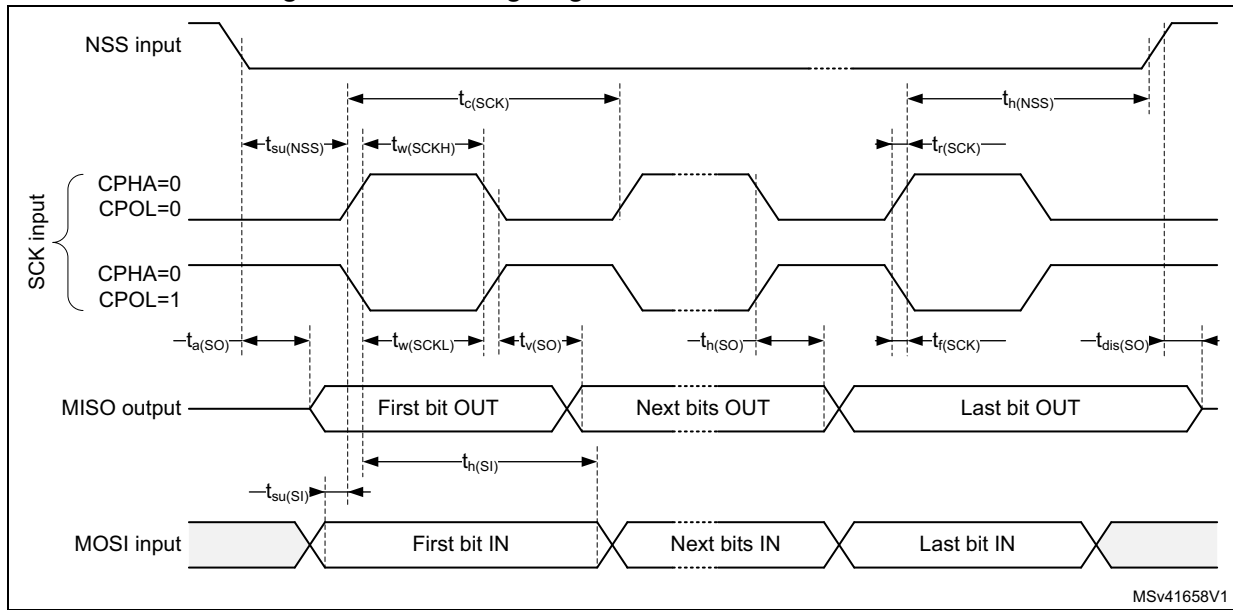 NSS input
tc(SCK)
th(NSS)
tsu(NSS)
tw(SCKH)
tr(SCK)
SCK input
CPHA=0
CPOL=0
CPHA=0
CPOL=1
ta(SO)
tw(SCKL)
tv(SO)
th(SO)
tf(SCK)
tdis(SO)
MISO output
First bit OUT
Next bits OUT
Last bit OUT
th(SI)
tsu(SI)
MOSI input
First bit IN
Next bits IN
Last bit IN
MSv41658V1